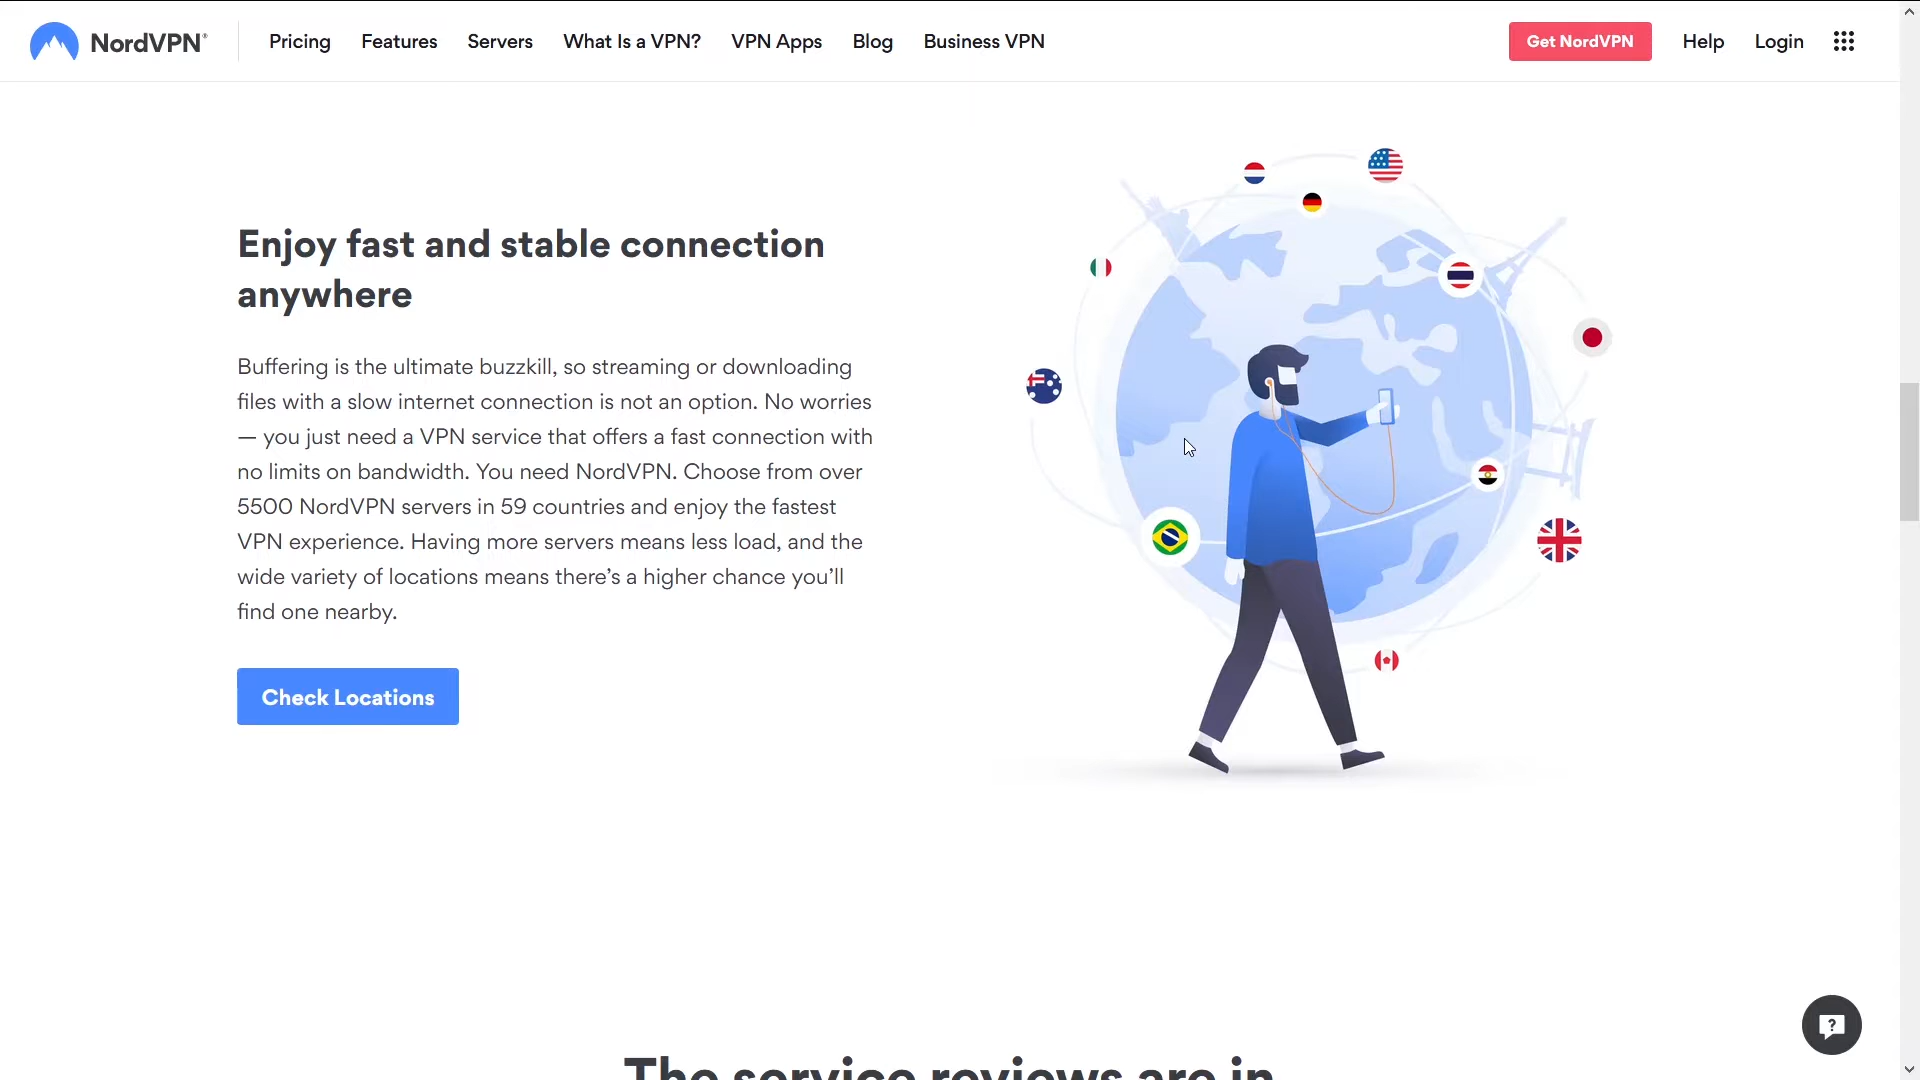 NordVPN®
Pricing
Features
Servers
What Is a VPN?
VPN Apps
Blog
Business VPN
Get NordVPN
Help
Login
Enjoy fast and stable connection
anywhere
Buffering is the ultimate buzzkill, so streaming or downloading
files with a slow internet connection is not an option. No worries
— you just need a VPN service that offers a fast connection with
no limits on bandwidth. You need NordVPN. Choose from over
5500 NordVPN servers in 59 countries and enjoy the fastest
VPN experience. Having more servers means less load, and the
wide variety of locations means there’s a higher chance you’ll
find one nearby.
Check Locations
?
The service reviews are in